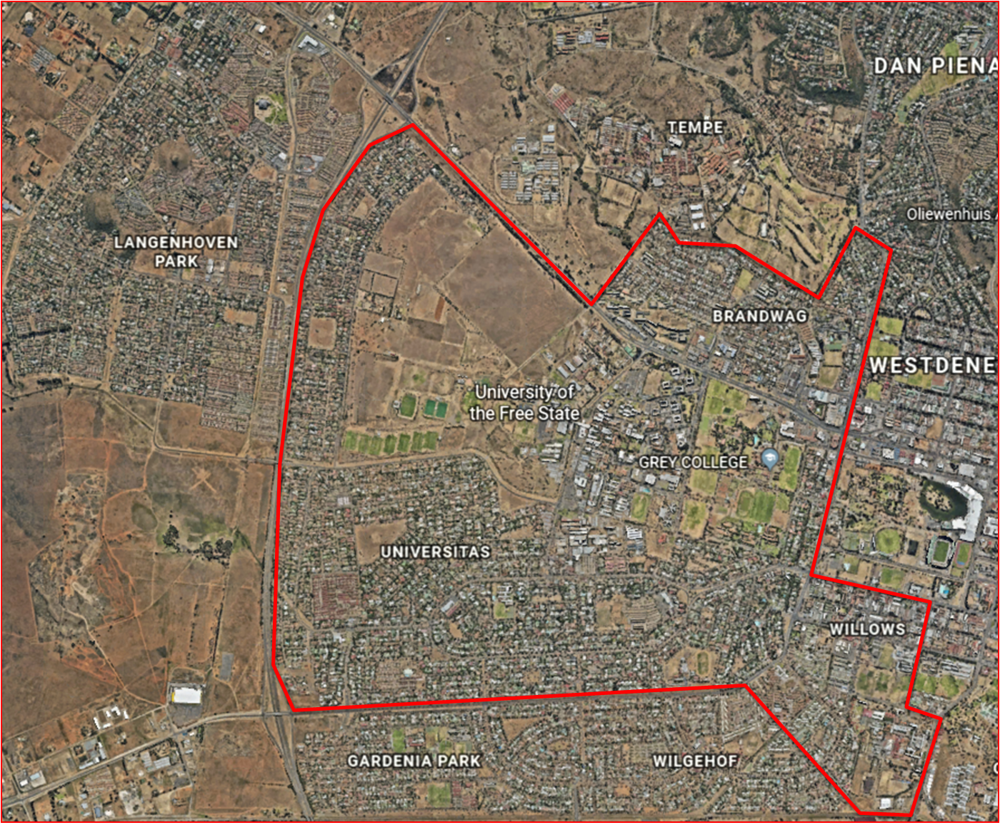 DAN PIENA
TEMPE
Oliewenhuis
LANGENHOVEN
PARK
BRANDWAG
WESTDENE
University of
the Free State
GREY COLLEGE
UNIVERSITAS
WILLOWS
GARDENIA PARK
WILGEHOF